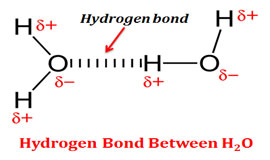 Hydrogen bond
H δ+
H δ+
O H O
δ− δ+ δ−
H
δ+
Hydrogen Bond Between H₂O